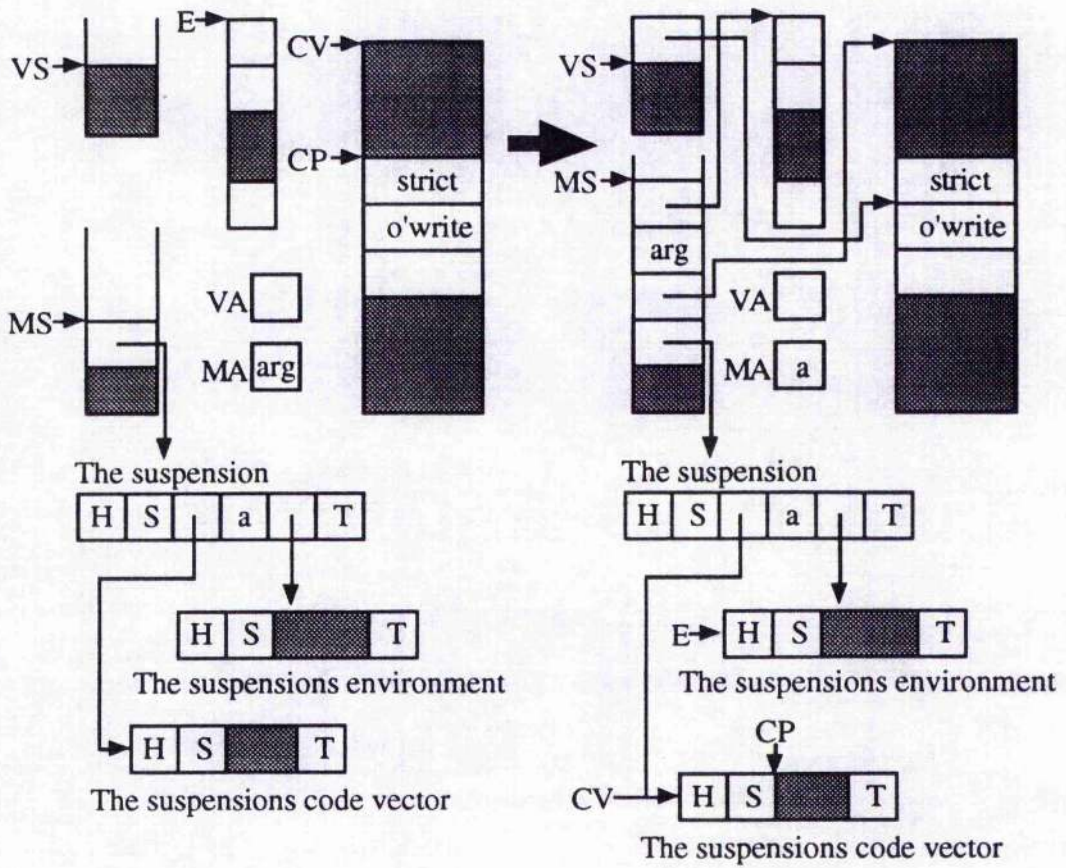 E
CV
VS
CP
strict
o'write
VA
MS
MA arg
The suspension
H S a T
H S T
The suspensions environment
H S T
The suspensions code vector
VS
MS
strict
o'write
arg
VA
MA a
The suspension
H S a T
E H S T
The suspensions environment
CP
CV H S T
The suspensions code vector